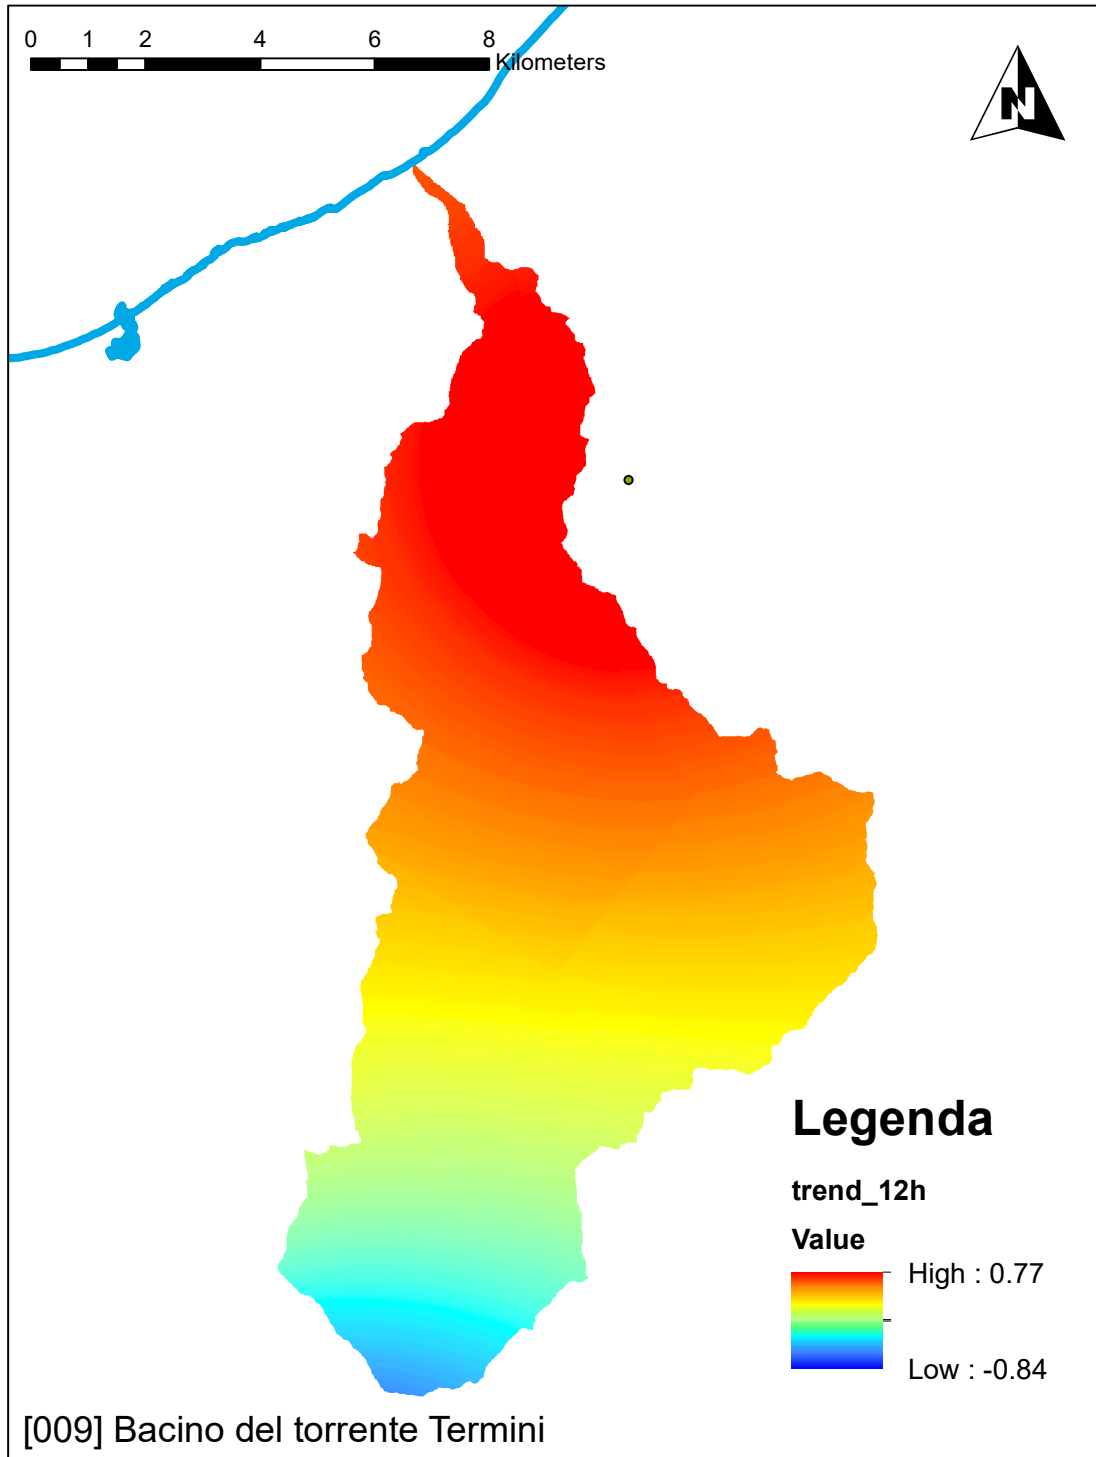 0 1 2 4 6 8
Kilometers
N
Legenda
trend_12h
Value
High : 0.77
Low : -0.84
[009] Bacino del torrente Termini